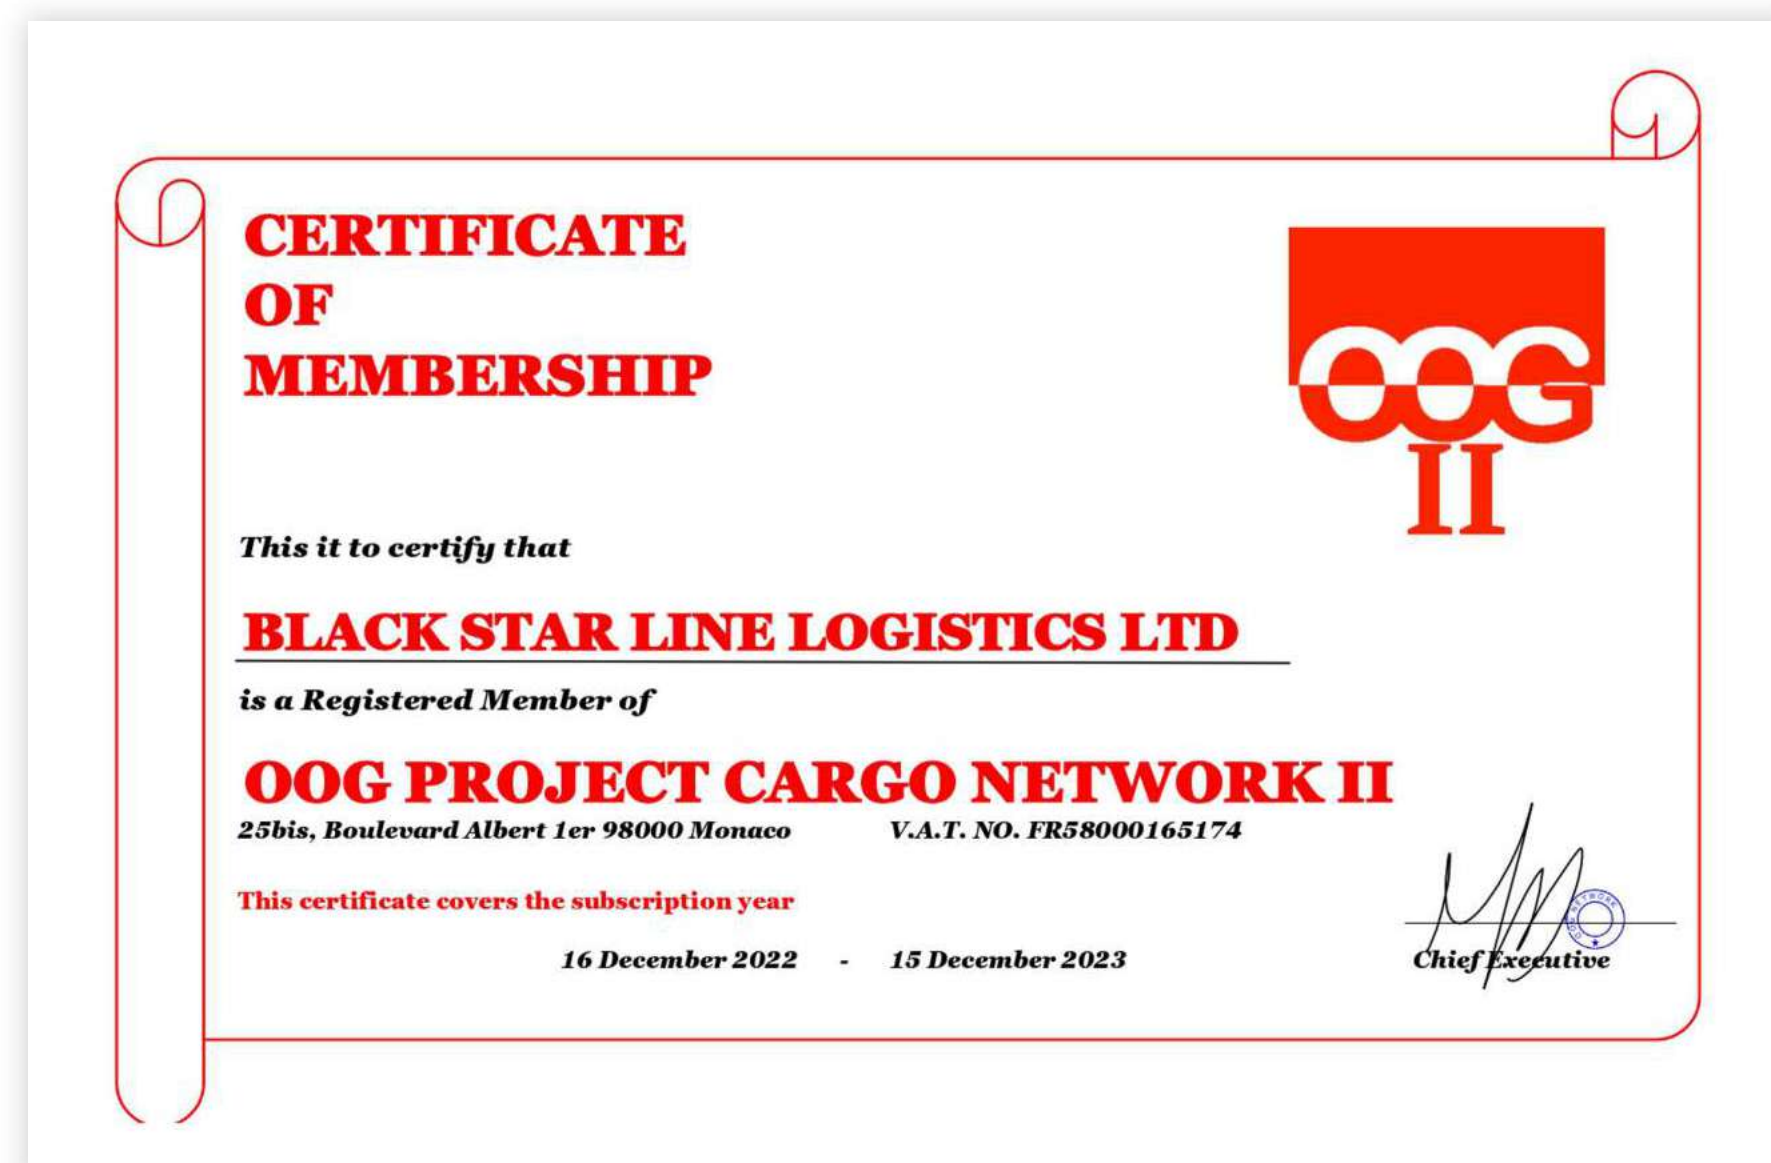 CERTIFICATE
OF
MEMBERSHIP
OOG
II
This it to certify that
BLACK STAR LINE LOGISTICS LTD
is a Registered Member of
OOG PROJECT CARGO NETWORK II
25bis, Boulevard Albert 1er 98000 Monaco V.A.T. NO. FR58000165174
This certificate covers the subscription year
16 December 2022 - 15 December 2023
OOG NETWORK
Chief Executive